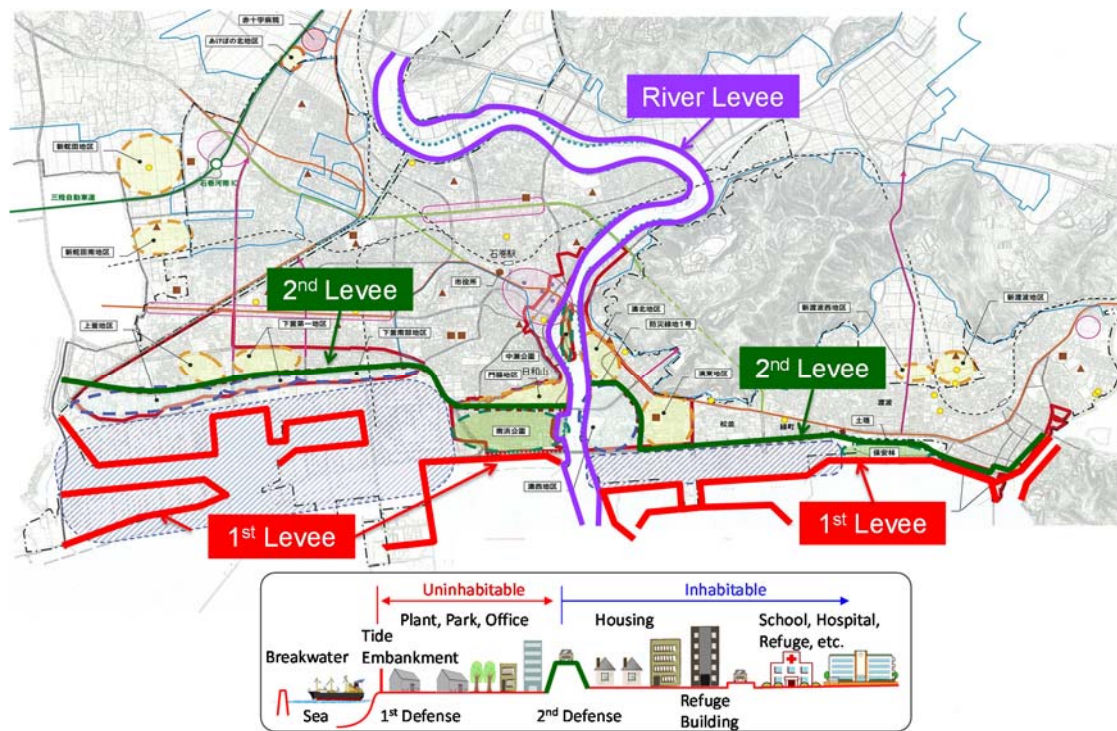 赤十字病院
あけぼの北地区
River Levee
新蛇田地区
石巻河南IC
三陸自動車道
新蛇田南地区
石巻駅
市役所
2nd Levee
上釜地区
下釜第一地区
下釜南部地区
湊北地区
防災緑地1号
新渡波西地区
新渡波地区
中瀬公園
門脇地区
日和山
湊東地区
2nd Levee
渡波
南浜公園
松並
緑町
土堤
保安林
湊西地区
1st Levee
1st Levee
Uninhabitable
Inhabitable
Plant, Park, Office
Housing
School, Hospital,
Refuge, etc.
Breakwater
Tide
Embankment
Sea
1st Defense
2nd Defense
Refuge
Building